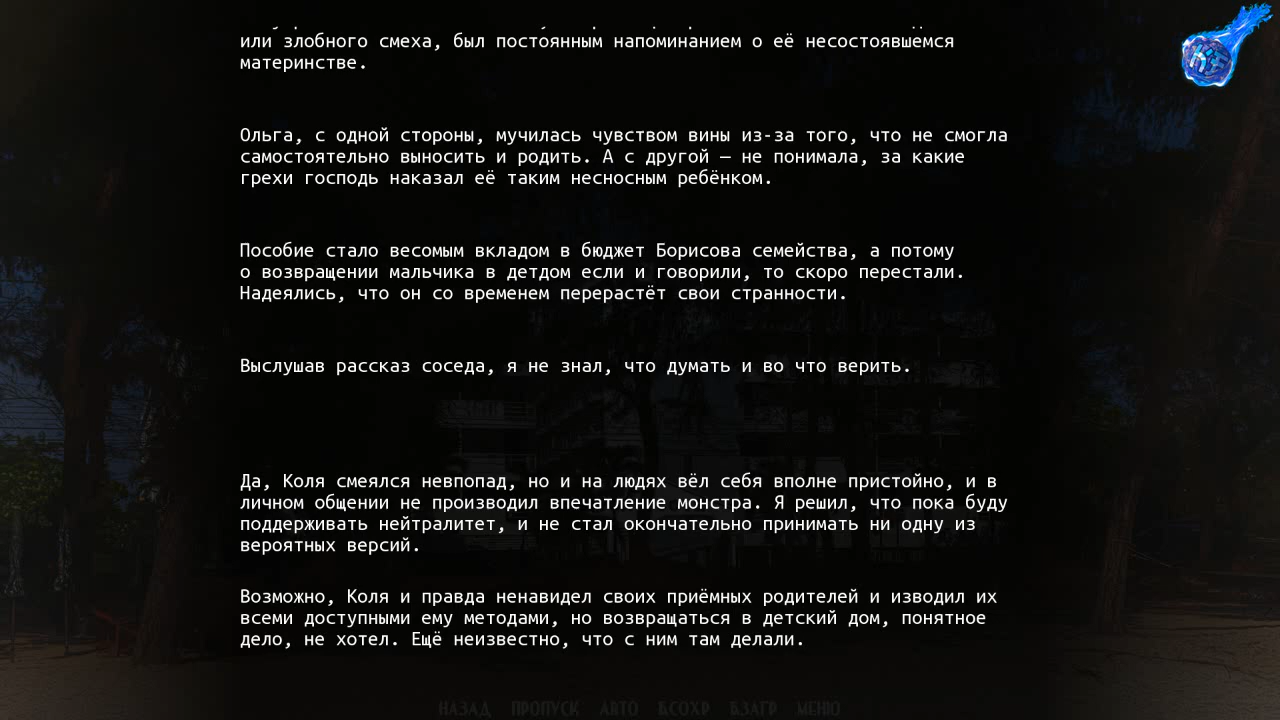 или злобного смеха, был постоянным напоминанием о её несостоявшемся
материнстве.
Ольга, с одной стороны, мучилась чувством вины из-за того, что не смогла
самостоятельно выносить и родить. А с другой — не понимала, за какие
грехи господь наказал её таким несносным ребёнком.
Пособие стало весомым вкладом в бюджет Борисова семейства, а потому
о возвращении мальчика в детдом если и говорили, то скоро перестали.
Надеялись, что он со временем перерастёт свои странности.
Выслушав рассказ соседа, я не знал, что думать и во что верить.
Да, Коля смеялся невпопад, но и на людях вёл себя вполне пристойно, и в
личном общении не производил впечатление монстра. Я решил, что пока буду
поддерживать нейтралитет, и не стал окончательно принимать ни одну из
вероятных версий.
Возможно, Коля и правда ненавидел своих приёмных родителей и изводил их
всеми доступными ему методами, но возвращаться в детский дом, понятное
дело, не хотел. Ещё неизвестно, что с ним там делали.
НАЗАД ПРОПУСК АВТО БСОХР БЗАГР МЕНЮ